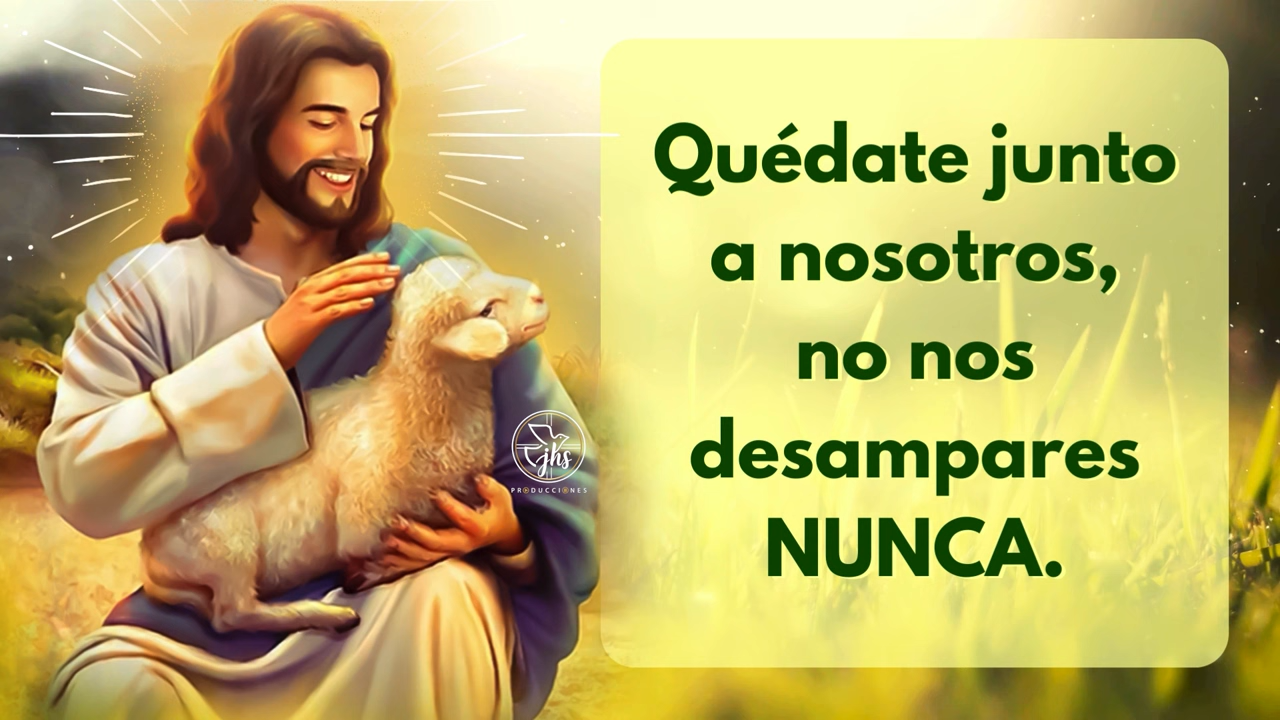 Quédate junto
a nosotros,
no nos
desampares
NUNCA.
jhs
PRODUCCIONES